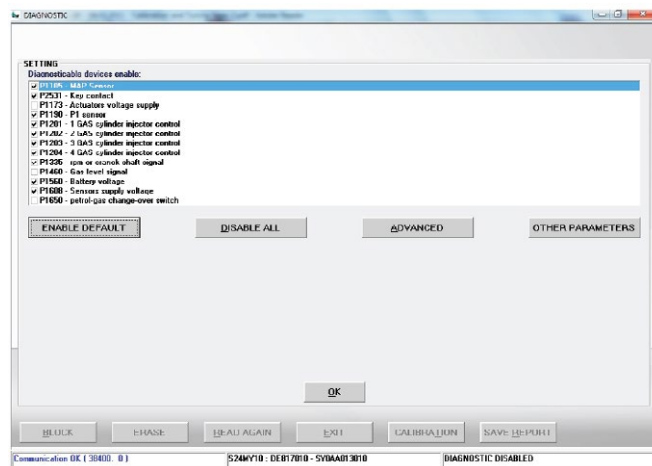 DIAGNOSTIC
SETTING
Diagnosticable devices enable:
P1105 - MAP Sensor
P2531 - Key contact
P1173 - Actuators voltage supply
P1190 - P1 sensor
P1201 - 1 GAS cylinder injector control
P1202 - 2 GAS cylinder injector control
P1203 - 3 GAS cylinder injector control
P1204 - 4 GAS cylinder injector control
P1335 rpm or cranck shaft signal
P1460 - Gas level signal
P1560 - Battery voltage
P1600 - Sensors supply voltage
P1650 - petrol-gas change-over switch
ENABLE DEFAULT DISABLE ALL ADVANCED OTHER PARAMETERS
OK
BLOCK ERASE READ AGAIN EXIT CALIBRATION SAVE REPORT
Communication OK ( 38400, 0 ) S24MY10 : DE817010 - SY0AA013010 DIAGNOSTIC DISABLED